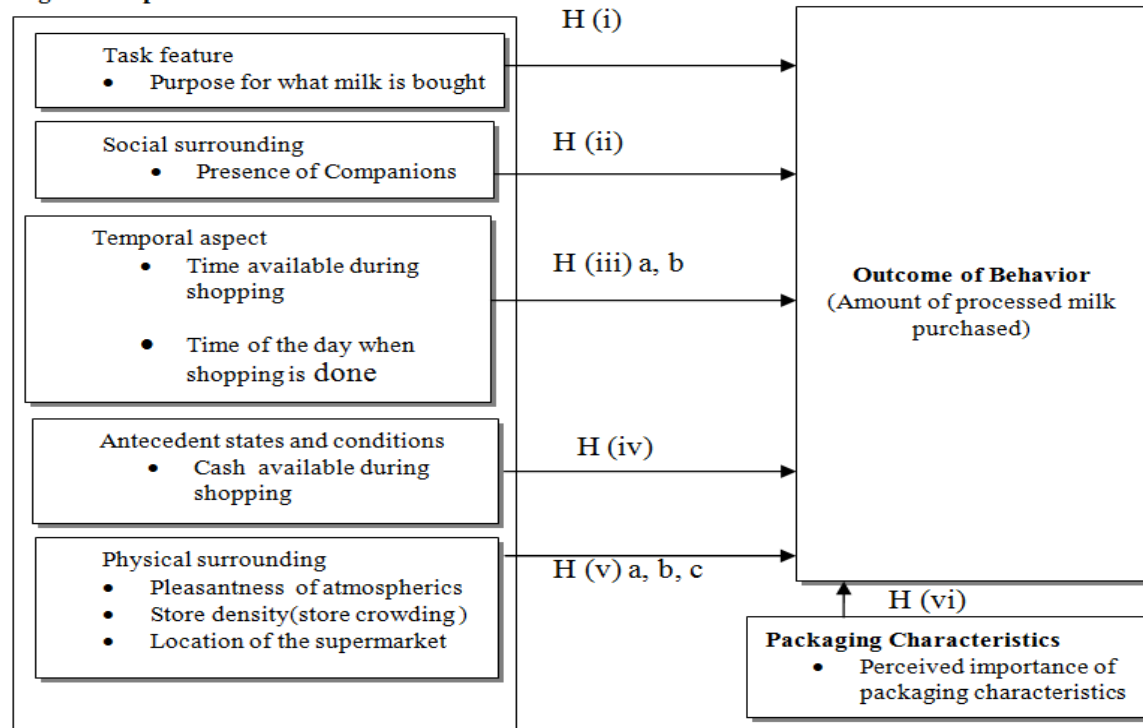 H (i)
Task feature
• Purpose for what milk is bought
Social surrounding
• Presence of Companions
H (ii)
Temporal aspect
• Time available during
shopping
• Time of the day when
shopping is done
H (iii) a, b
Antecedent states and conditions
• Cash available during
shopping
H (iv)
Physical surrounding
• Pleasantness of atmospherics
• Store density(store crowding )
• Location of the supermarket
H (v) a, b, c
Outcome of Behavior
(Amount of processed milk
purchased)
H (vi)
Packaging Characteristics
• Perceived importance of
packaging characteristics